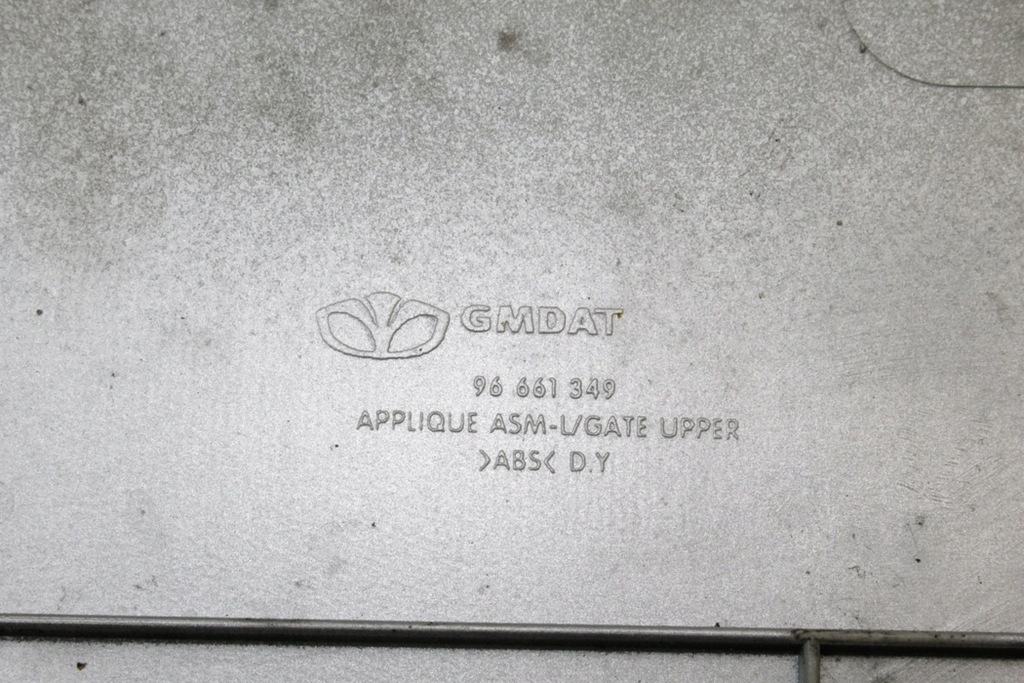 GMDAT
96 661 349
APPLIQUE ASM-L/GATE UPPER
>ABS< D.Y